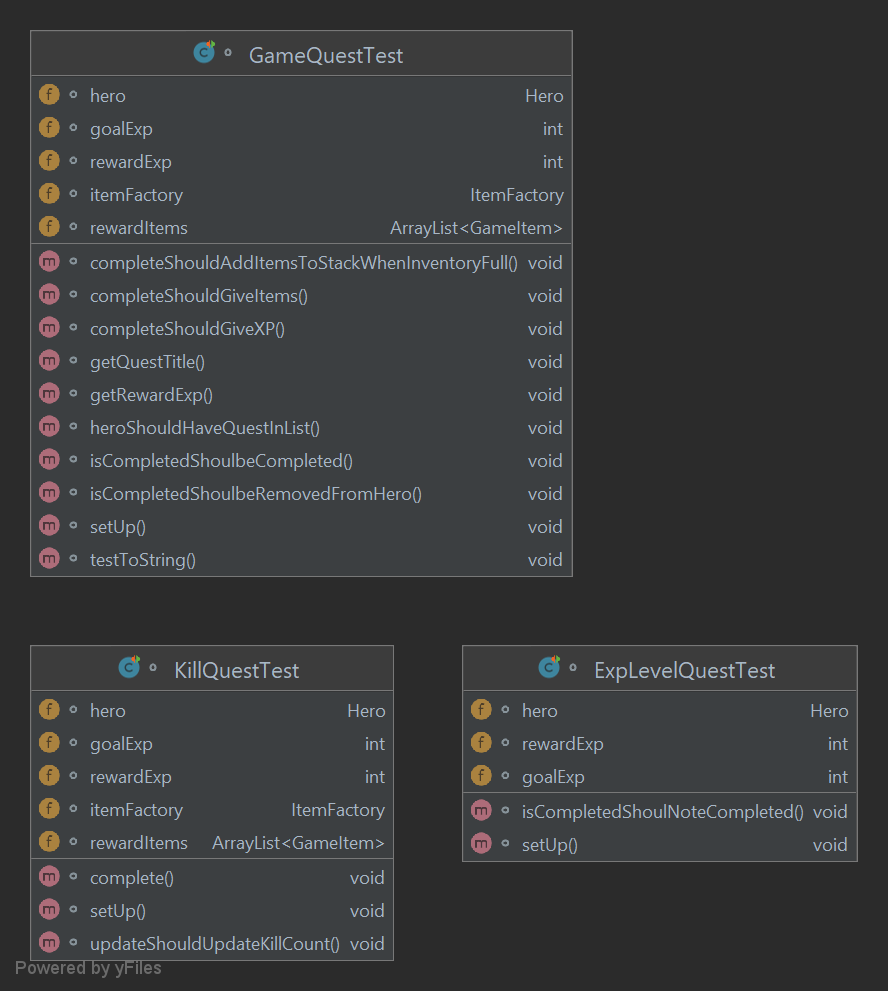 GameQuestTest
hero Hero
goalExp int
rewardExp int
itemFactory ItemFactory
rewardItems ArrayList<GameItem>
completeShouldAddItemsToStackWhenInventoryFull() void
completeShouldGiveItems() void
completeShouldGiveXP() void
getQuestTitle() void
getRewardExp() void
heroShouldHaveQuestInList() void
isCompletedShoulbeCompleted() void
isCompletedShoulbeRemovedFromHero() void
setUp() void
testToString() void
KillQuestTest
hero Hero
goalExp int
rewardExp int
itemFactory ItemFactory
rewardItems ArrayList<GameItem>
complete() void
setUp() void
updateShouldUpdateKillCount() void
ExpLevelQuestTest
hero Hero
rewardExp int
goalExp int
isCompletedShoulNoteCompleted() void
setUp() void
Powered by yFiles